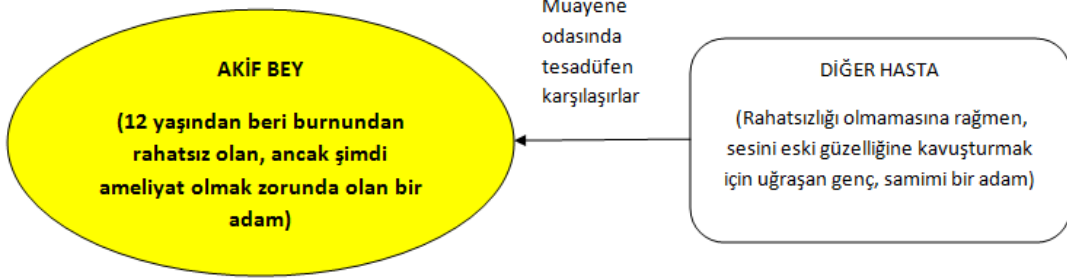 AKİF BEY
(12 yaşından beri burnundan
rahatsız olan, ancak şimdi
ameliyat olmak zorunda olan bir
adam)
Muayene
odasında
tesadüfen
karşılaşırlar
DİĞER HASTA
(Rahatsızlığı olmamasına rağmen,
sesini eski güzelliğine kavuşturmak
için uğraşan genç, samimi bir adam)